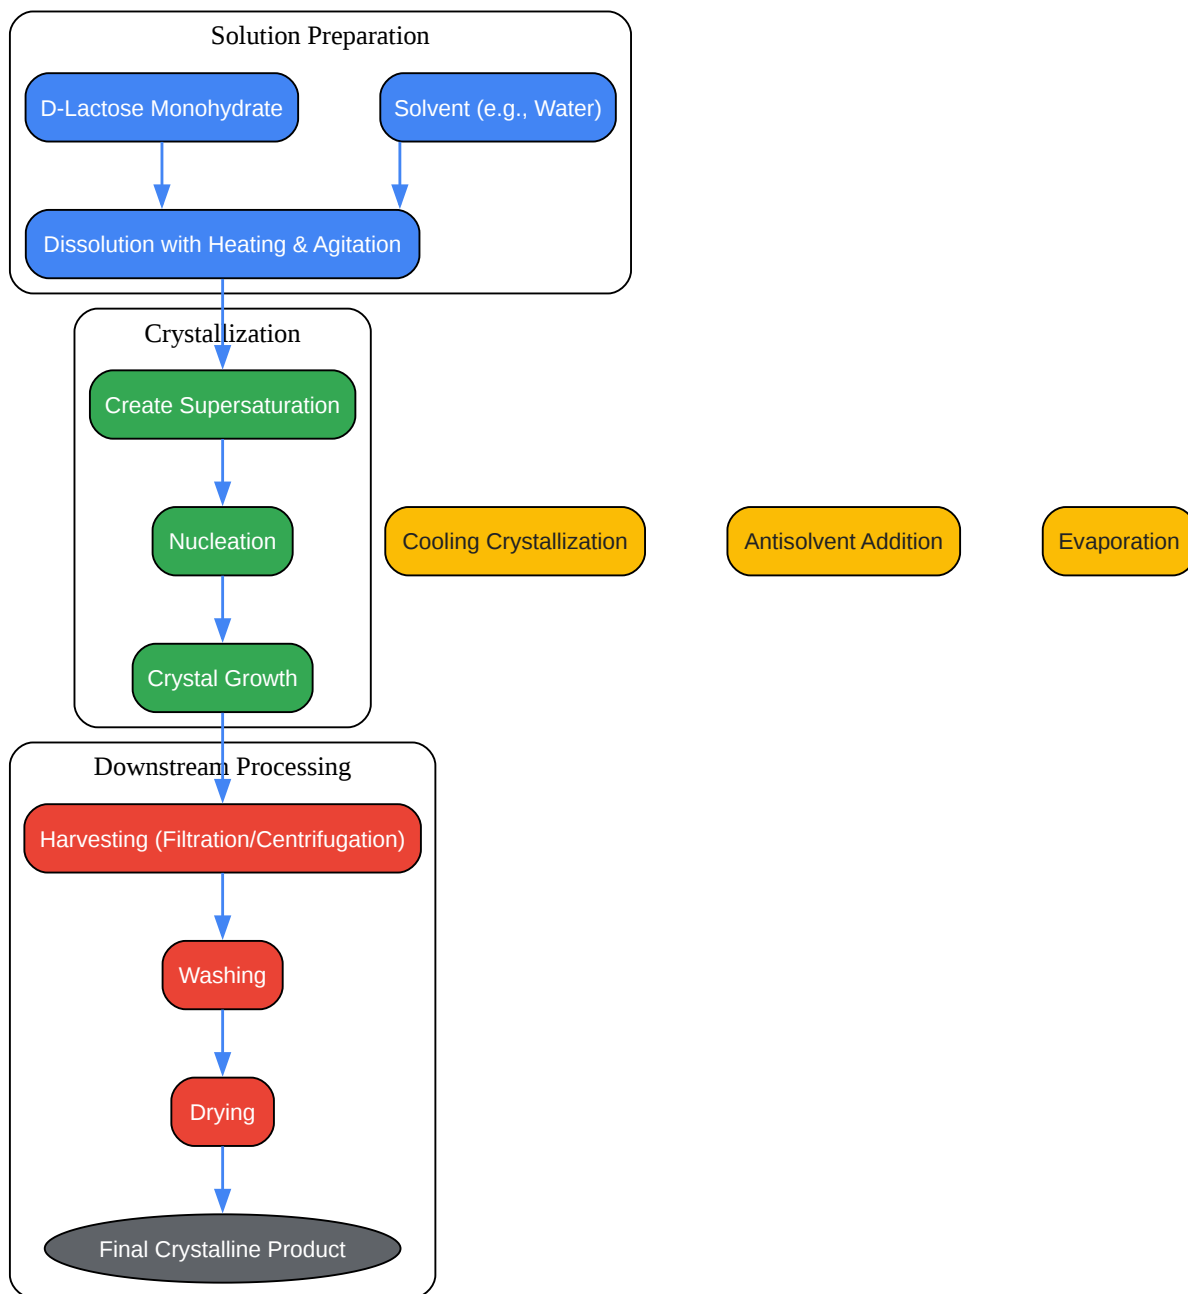 Solution Preparation
D-Lactose Monohydrate
Solvent (e.g., Water)
Dissolution with Heating & Agitation
Crystallization
Create Supersaturation
Nucleation
Cooling Crystallization
Antisolvent Addition
Evaporation
Crystal Growth
Downstream Processing
Harvesting (Filtration/Centrifugation)
Washing
Drying
Final Crystalline Product